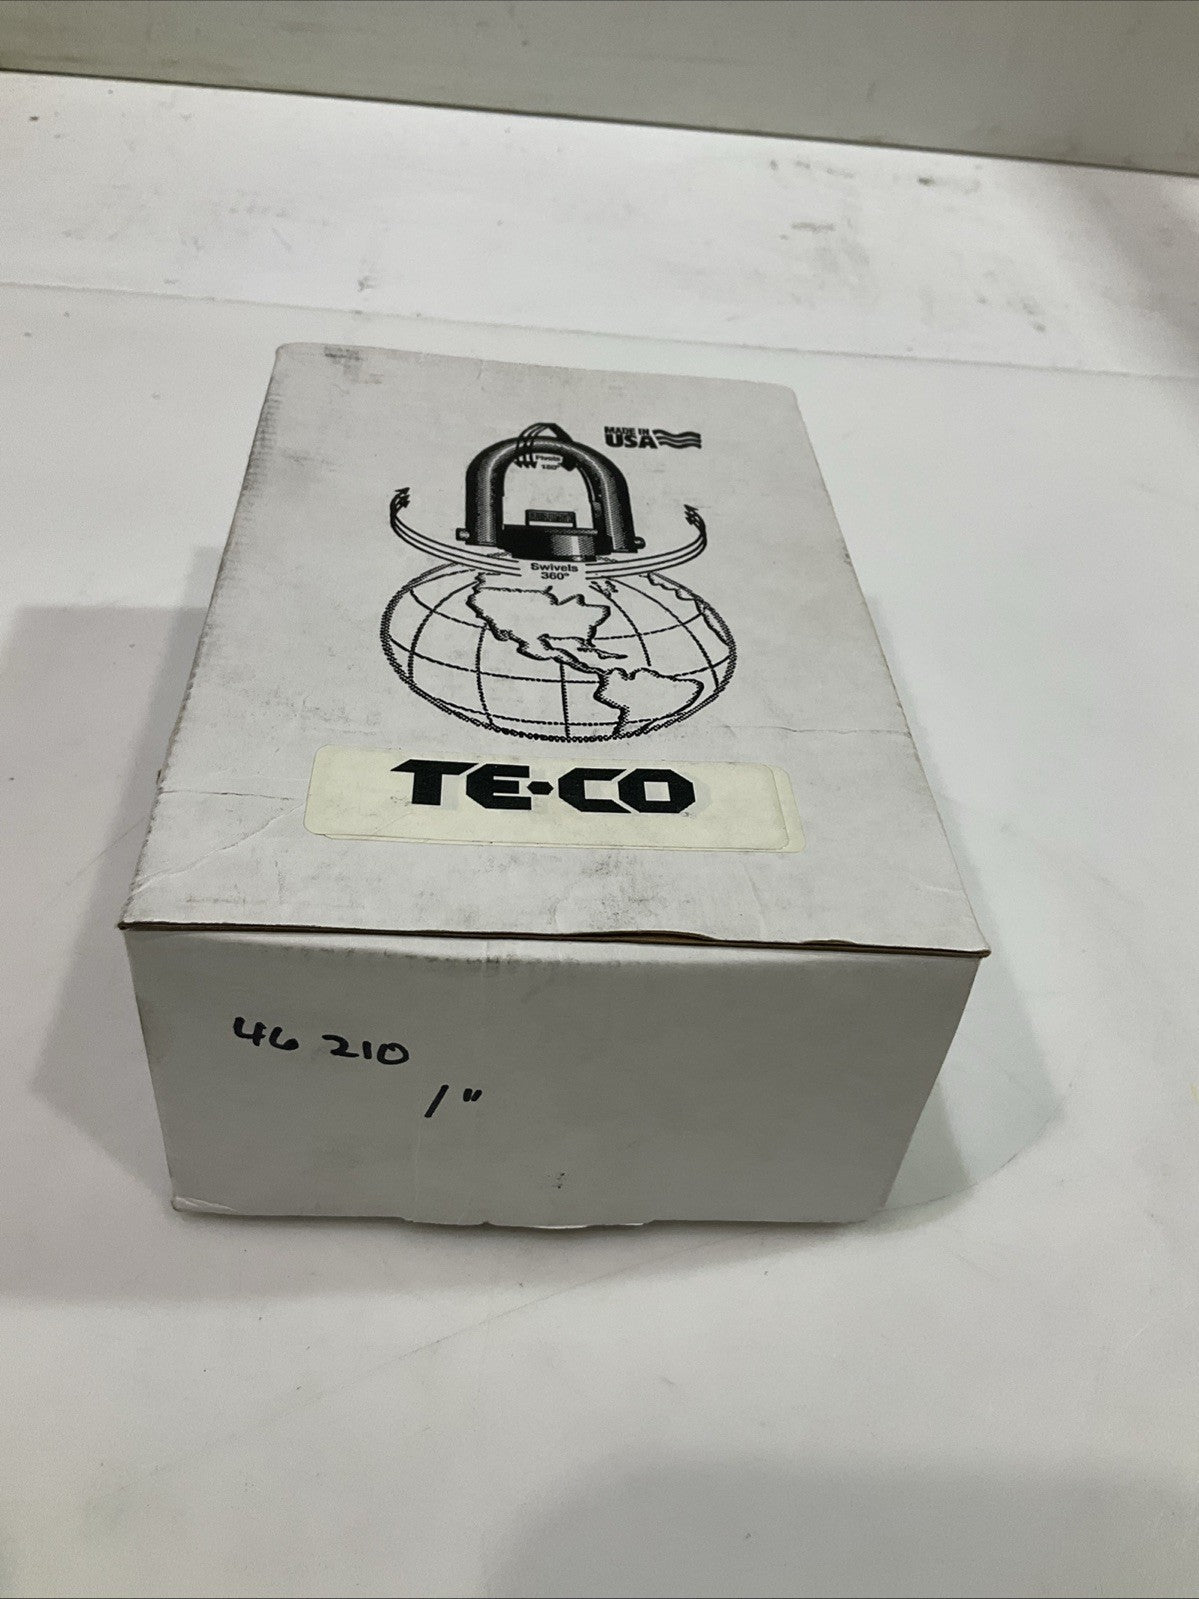 MADE IN
USA
Pivots
180°
Swivels
360°
TE-CO
46 210
1"